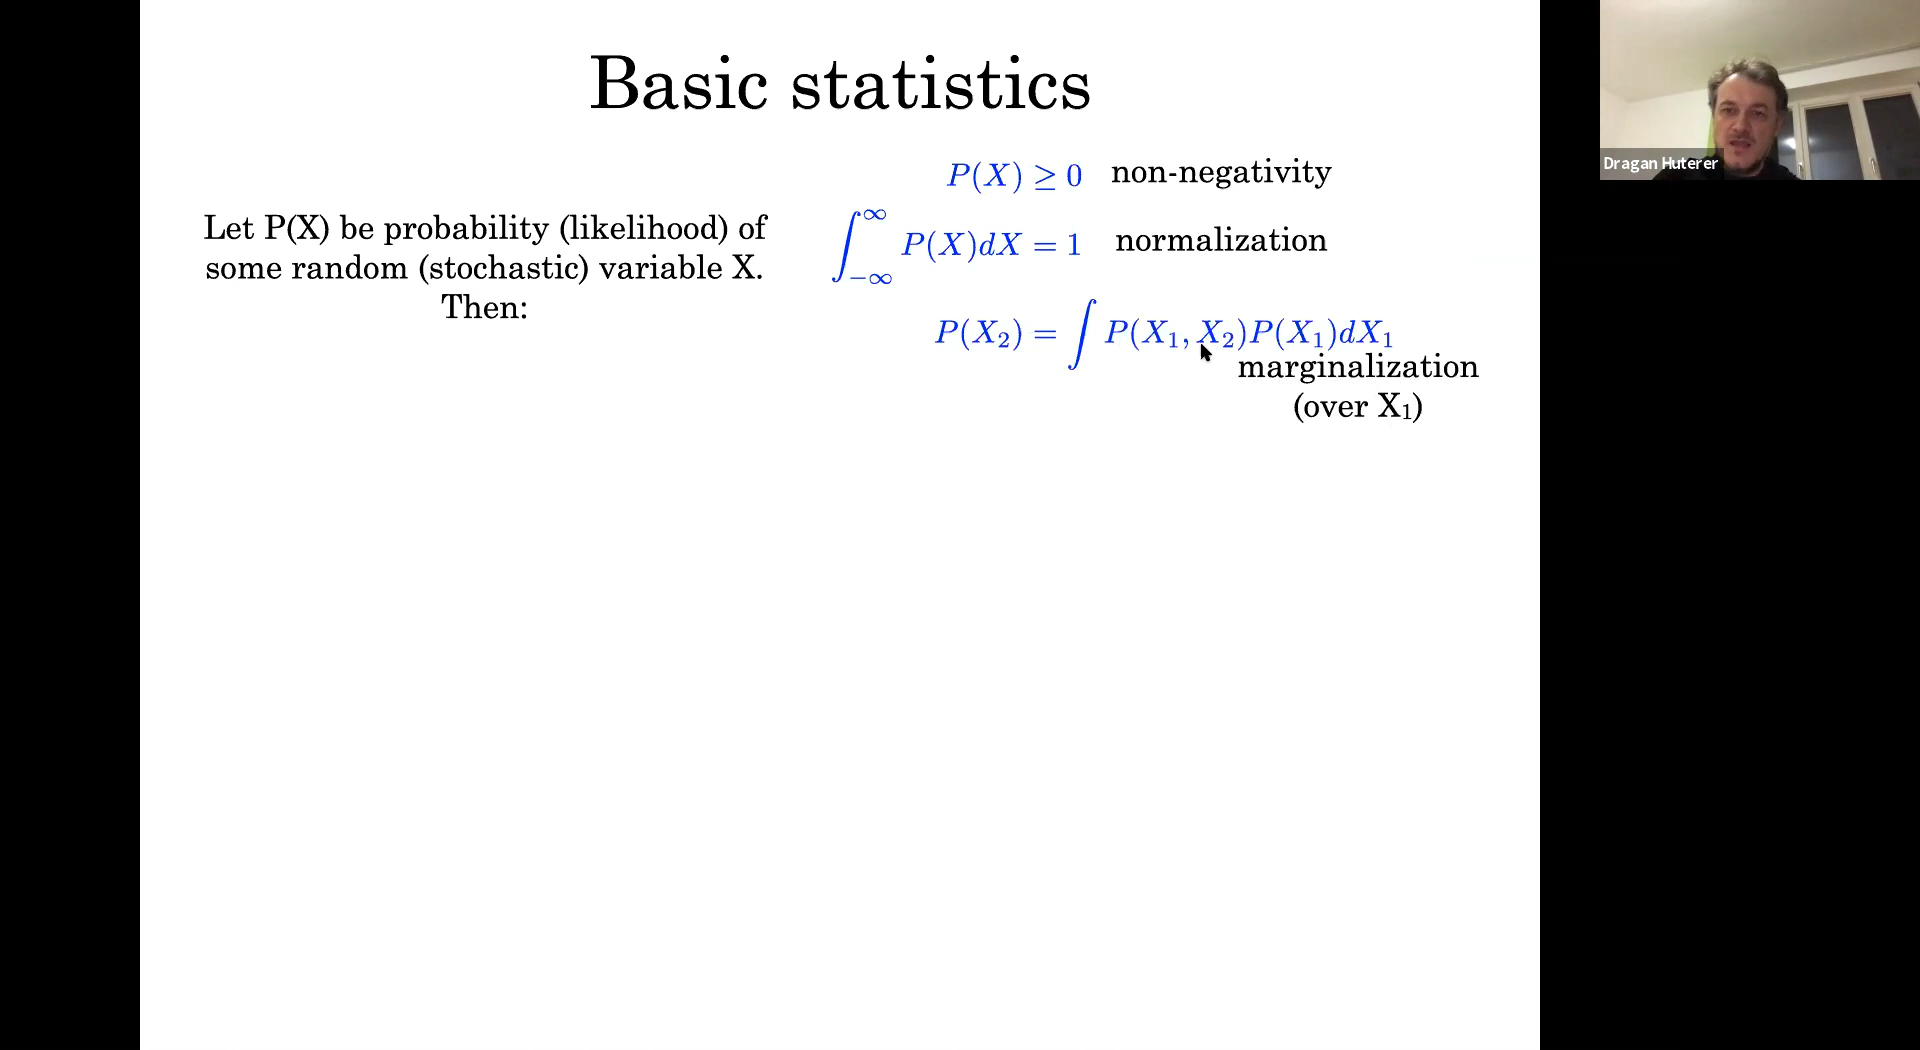 Basic statistics
P(X) ≥ 0 non-negativity
Let P(X) be probability (likelihood) of
some random (stochastic) variable X.
Then:
∫_{-∞}^{∞} P(X)dX = 1 normalization
P(X₂) = ∫ P(X₁, X₂)P(X₁)dX₁
marginalization
(over X₁)
Dragan Huterer